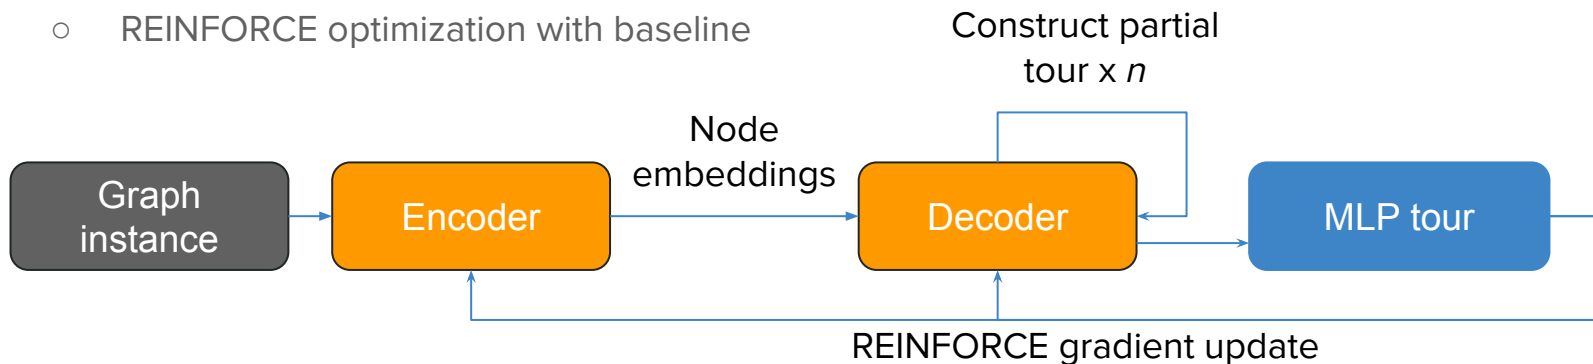 ○ REINFORCE optimization with baseline
Construct partial
tour x n
Node
embeddings
Graph
instance
Encoder
Decoder
MLP tour
REINFORCE gradient update